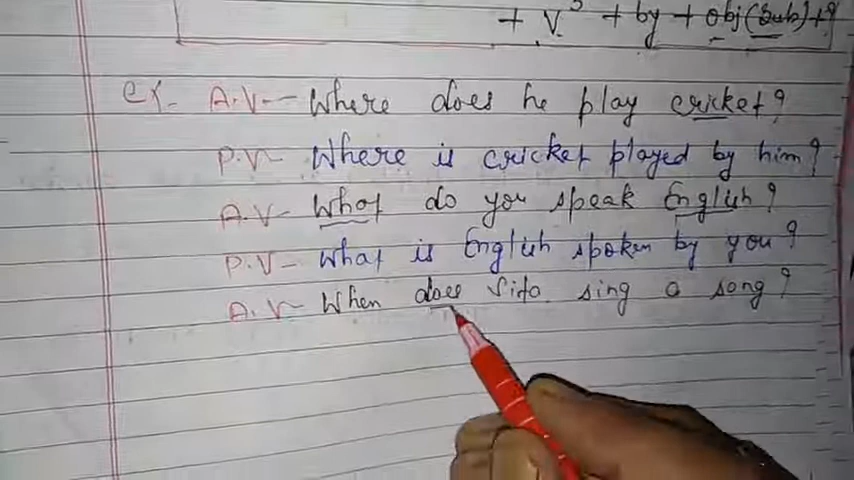 + V³ + by + obj(sub)+?
ex. A.V- Where does he play cricket?
P.V- Where is cricket played by him?
A.V- What do you speak English?
P.V- What is English spoken by you?
A.V- When does Sita sing a song?